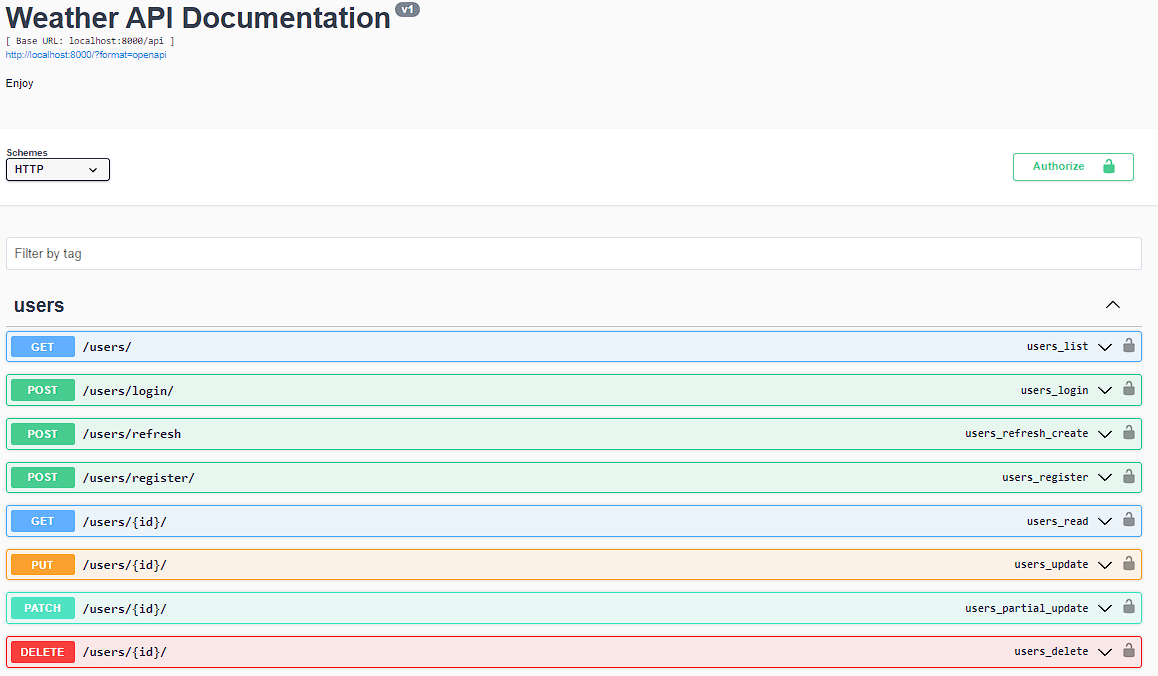 Weather API Documentation v1
[ Base URL: localhost:8000/api ]
http://localhost:8000/?format=openapi
Enjoy
Schemes
HTTP
Authorize
Filter by tag
users
GET /users/ users_list
POST /users/login/ users_login
POST /users/refresh users_refresh_create
POST /users/register/ users_register
GET /users/{id}/ users_read
PUT /users/{id}/ users_update
PATCH /users/{id}/ users_partial_update
DELETE /users/{id}/ users_delete